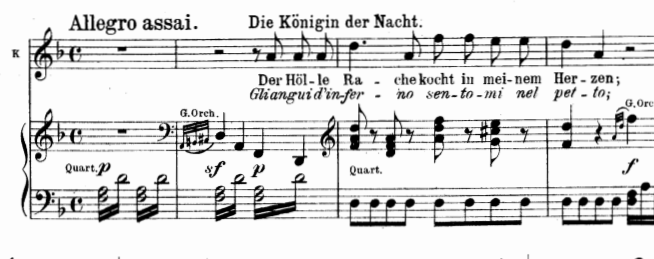 Allegro assai.
Die Königin der Nacht.
K
Der Höl-le Ra - che kocht in mei-nem Her-zen;
Gli angui d'in-fer - no sen-to-mi nel pet-to;
G.Orch.
G.Orc
Quart. p
sf
p
Quart.
f